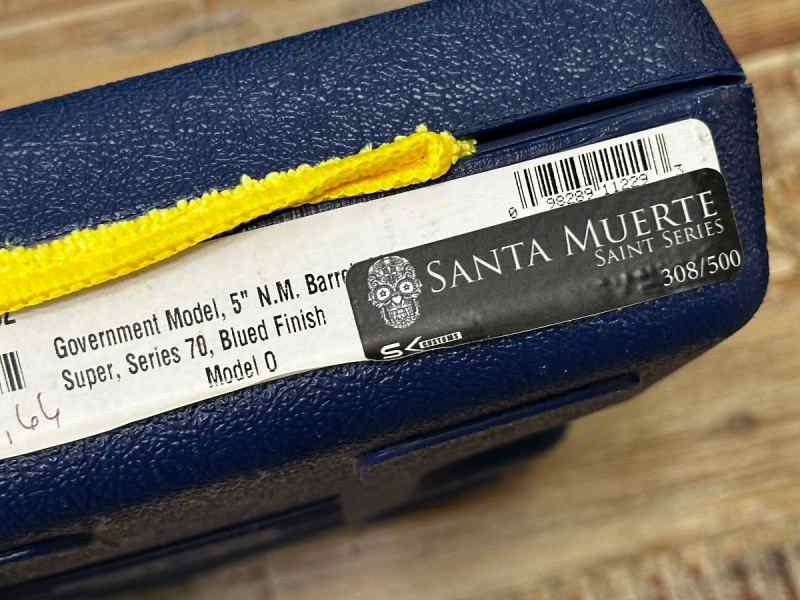 0 98289 11229 3
SANTA MUERTE
SAINT SERIES
308/500
SK CUSTOMS
Government Model, 5" N.M. Barrel
Super, Series 70, Blued Finish
Model O
,64